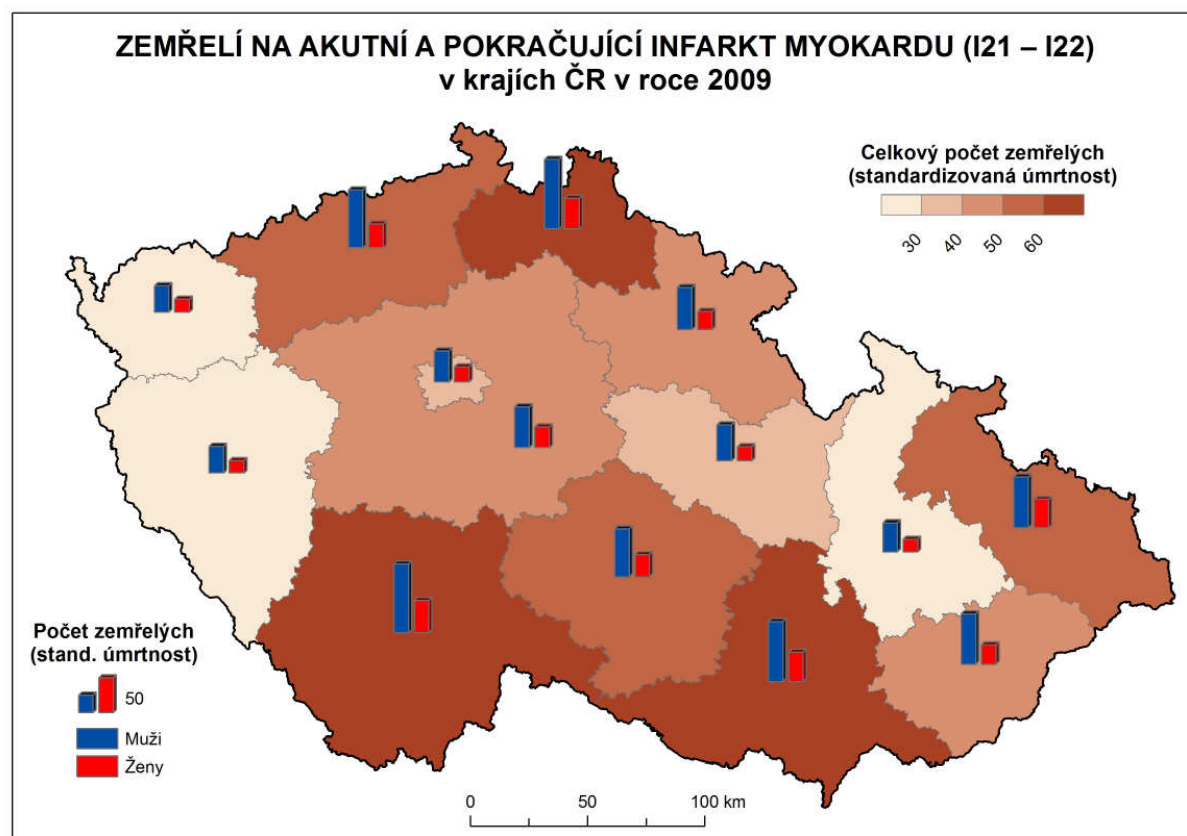 ZEMŘELÍ NA AKUTNÍ A POKRAČUJÍCÍ INFARKT MYOKARDU (I21 – I22)
v krajích ČR v roce 2009
Celkový počet zemřelých
(standardizovaná úmrtnost)
30 40 50 60
Počet zemřelých
(stand. úmrtnost)
50
Muži
Ženy
0 50 100 km